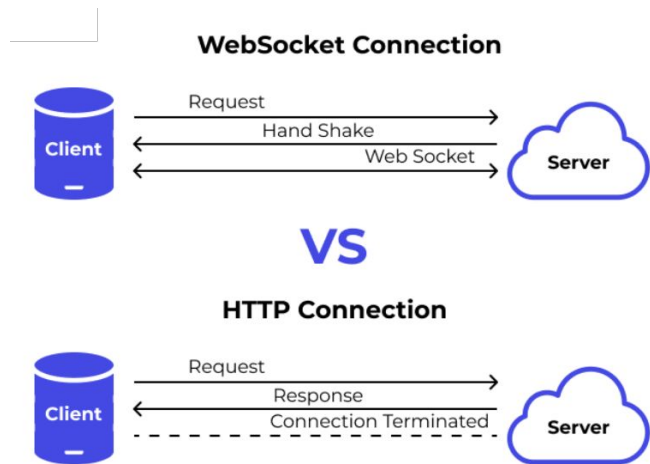 WebSocket Connection
Request
Hand Shake
Client
Web Socket
Server
VS
HTTP Connection
Request
Response
Client
Connection Terminated
Server